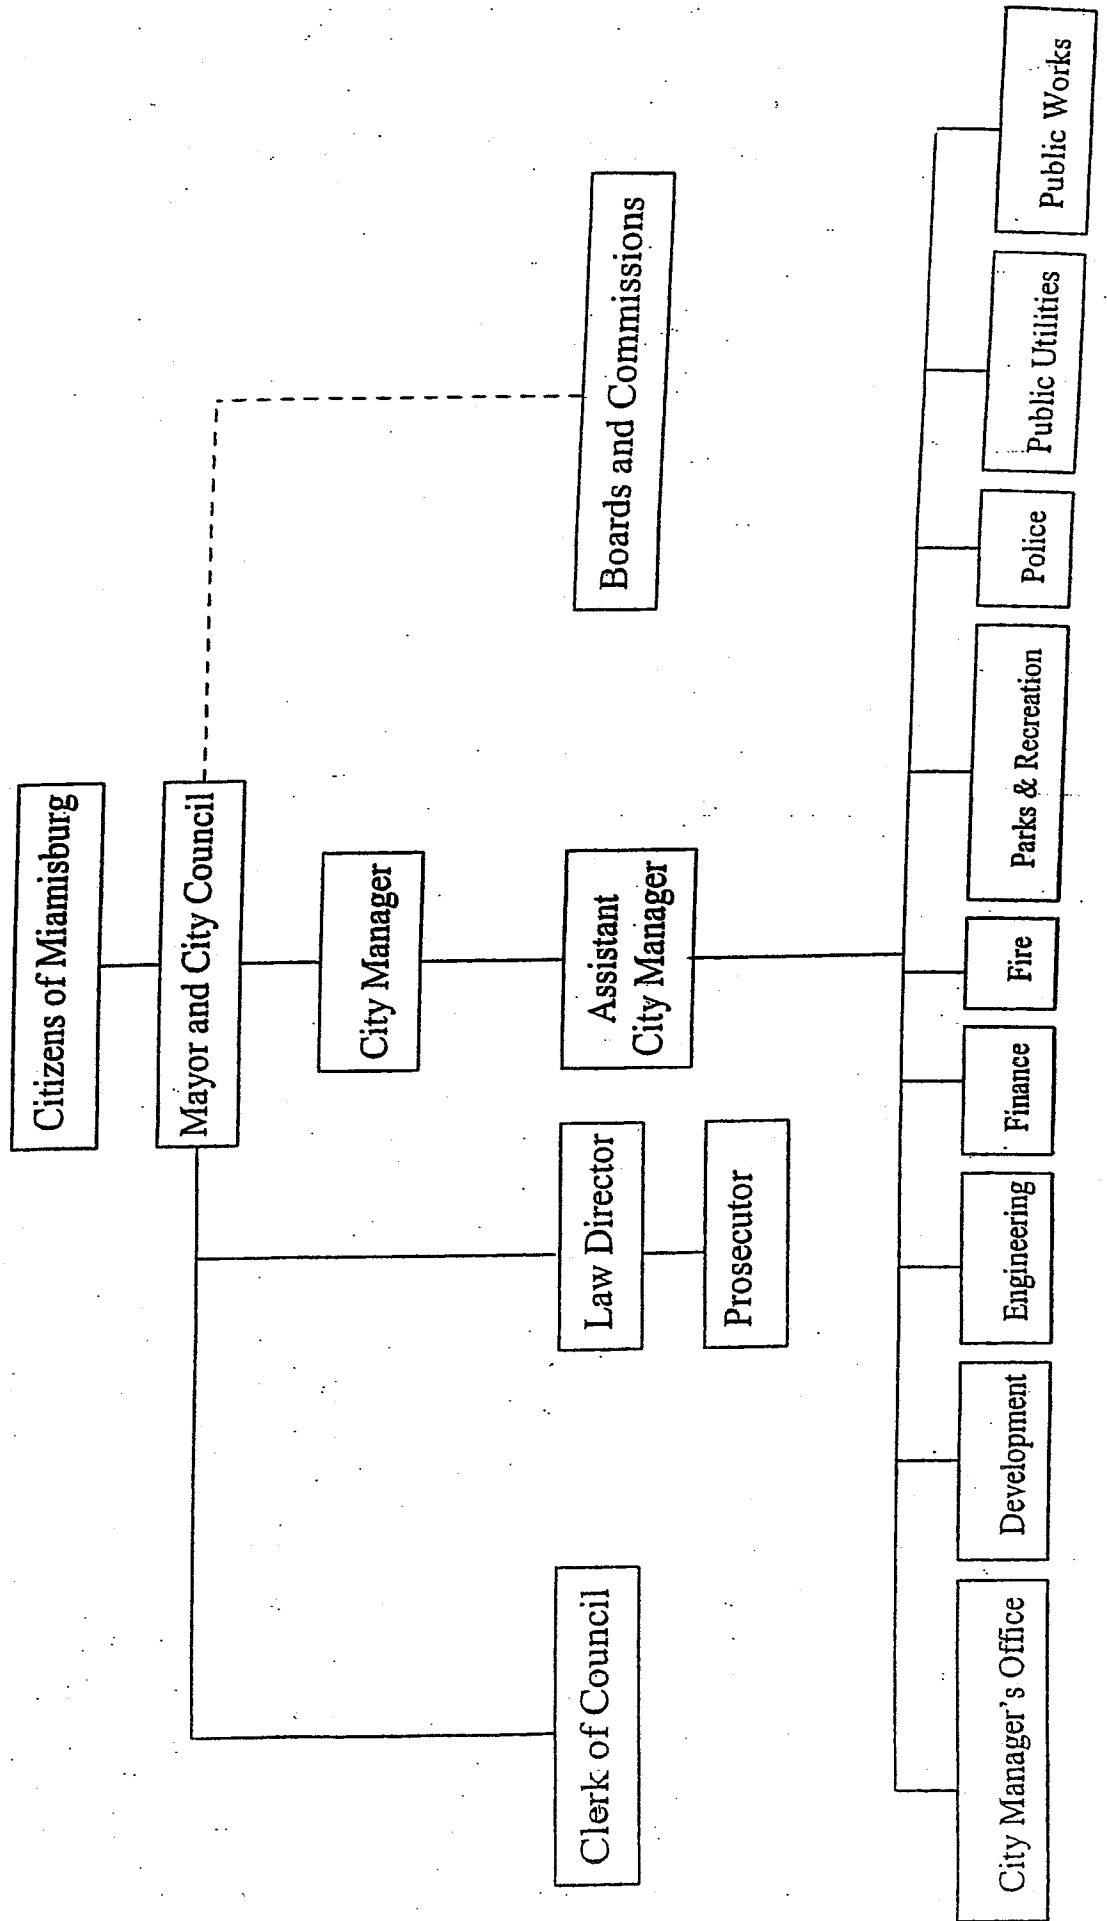 Citizens of Miamisburg
Mayor and City Council
City Manager
Clerk of Council
Law Director
Assistant
City Manager
Boards and Commissions
Prosecutor
City Manager's Office
Development
Engineering
Finance
Fire
Parks & Recreation
Police
Public Utilities
Public Works